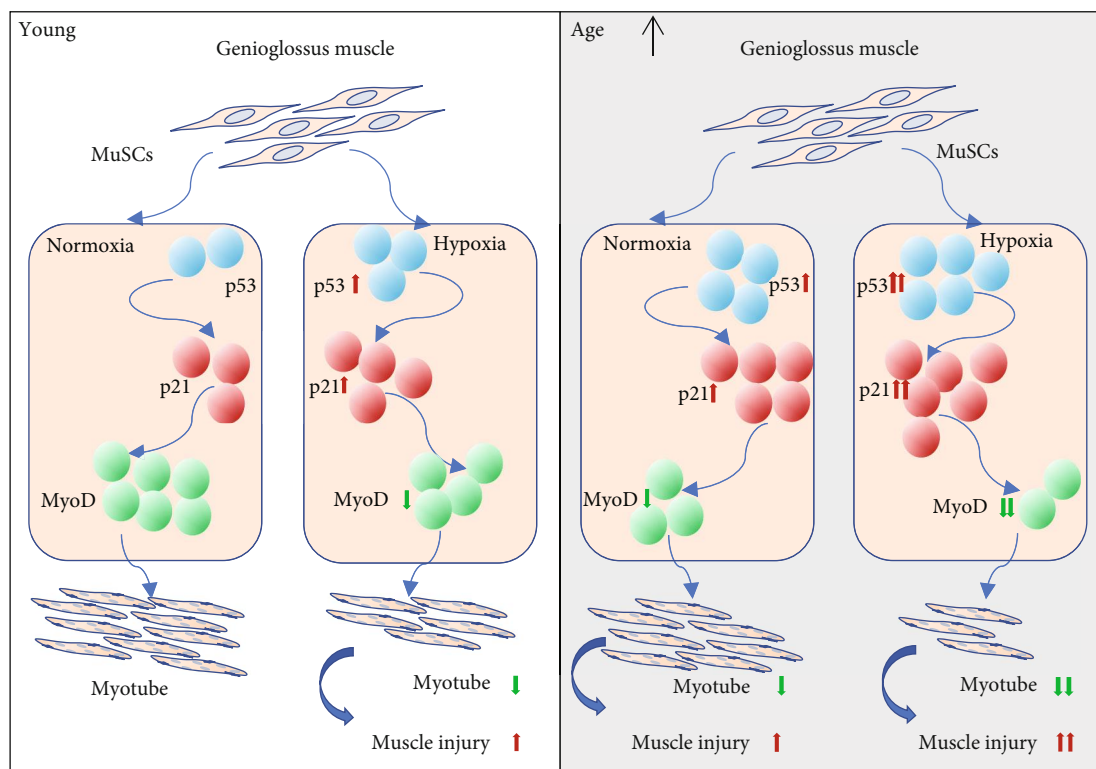 Young
Genioglossus muscle
MuSCs
Normoxia
p53
p21
MyoD
Myotube
Hypoxia
p53
p21
MyoD
Myotube
Muscle injury
Age
Genioglossus muscle
MuSCs
Normoxia
p53
p21
MyoD
Myotube
Muscle injury
Hypoxia
p53
p21
MyoD
Myotube
Muscle injury